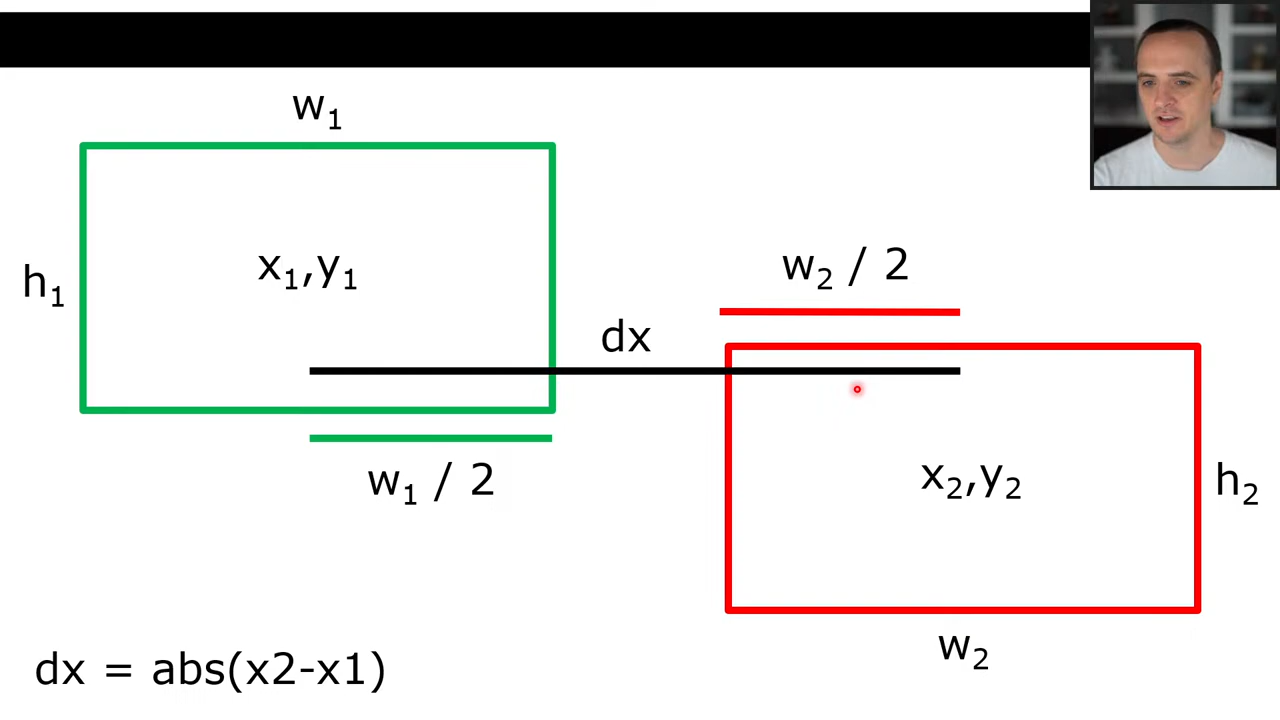 w₁
h₁
x₁,y₁
w₂ / 2
dx
w₁ / 2
x₂,y₂
h₂
w₂
dx = abs(x2-x1)